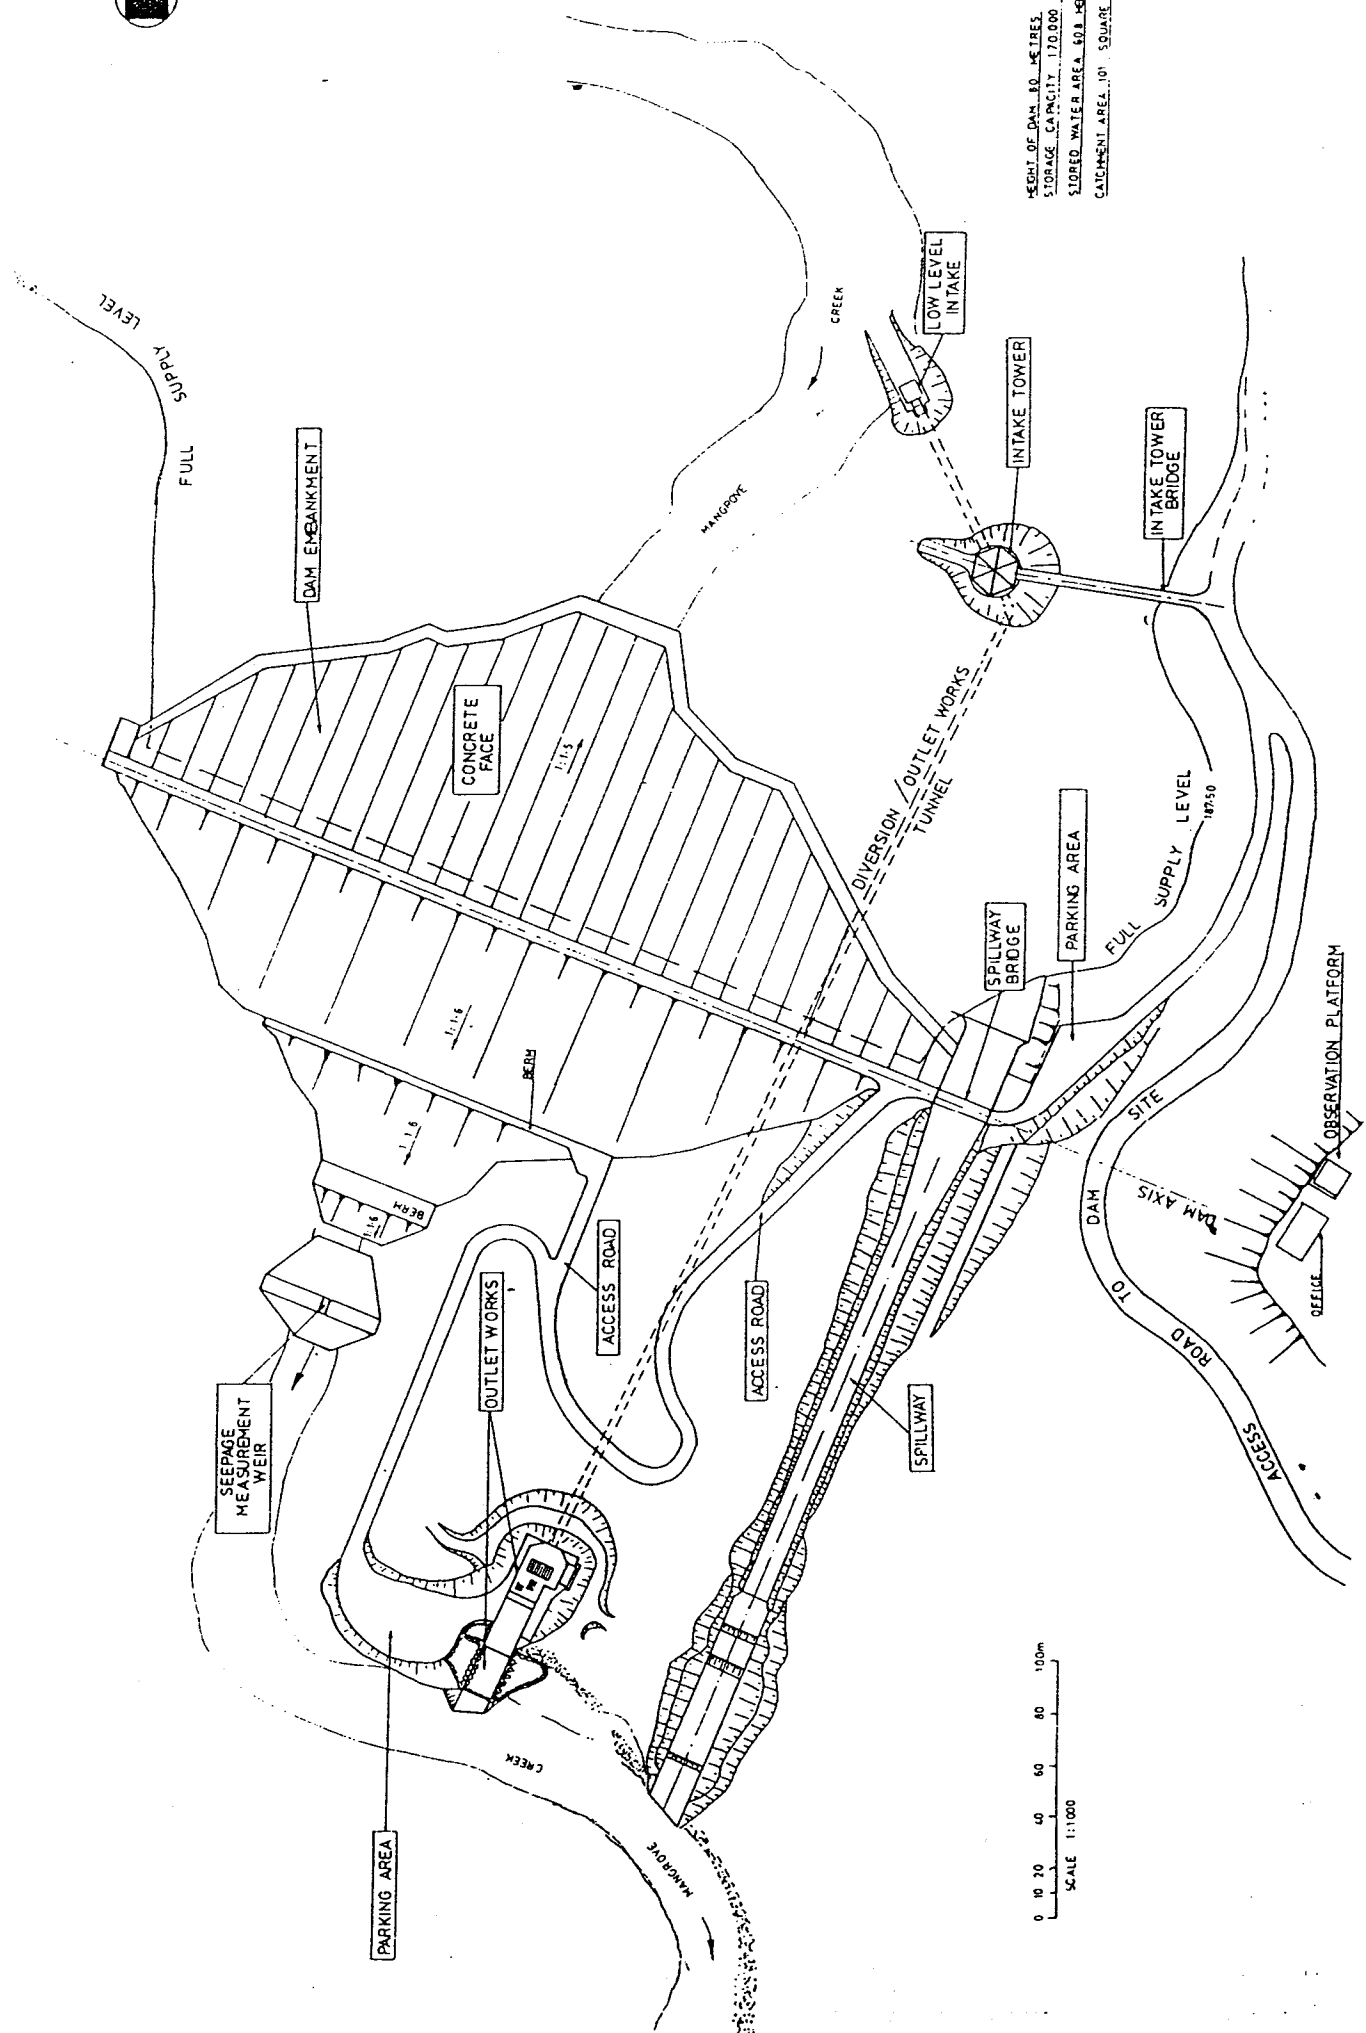 HEIGHT OF DAM 80 METRES
STORAGE CAPACITY 170,000
STORED WATER AREA 608
CATCHMENT AREA 101 SQUARE
FULL SUPPLY LEVEL
DAM EMBANKMENT
CONCRETE
FACE
1:1·5
MANGROVE
CREEK
LOW LEVEL
INTAKE
INTAKE TOWER
INTAKE TOWER
BRIDGE
DIVERSION / OUTLET WORKS
TUNNEL
FULL SUPPLY LEVEL
187·50
PARKING AREA
SPILLWAY
BRIDGE
1:1·6
BERM
1:1·6
BERM
1:1·6
SEEPAGE
MEASUREMENT
WEIR
OUTLET WORKS
ACCESS ROAD
ACCESS ROAD
SPILLWAY
DAM AXIS
OBSERVATION PLATFORM
OFFICE
ACCESS ROAD TO DAM SITE
PARKING AREA
MANGROVE CREEK
0 10 20 40 60 80 100m
SCALE 1:1000